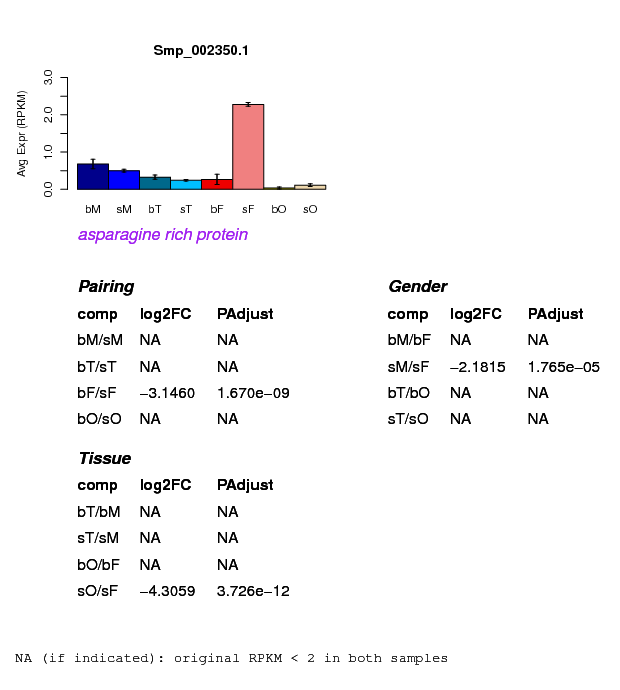 Smp_002350.1
Avg Expr (RPKM)
0.0 1.0 2.0 3.0
bM sM bT sT bF sF bO sO
asparagine rich protein
Pairing
comp log2FC PAdjust
bM/sM NA NA
bT/sT NA NA
bF/sF −3.1460 1.670e−09
bO/sO NA NA
Gender
comp log2FC PAdjust
bM/bF NA NA
sM/sF −2.1815 1.765e−05
bT/bO NA NA
sT/sO NA NA
Tissue
comp log2FC PAdjust
bT/bM NA NA
sT/sM NA NA
bO/bF NA NA
sO/sF −4.3059 3.726e−12
NA (if indicated): original RPKM < 2 in both samples